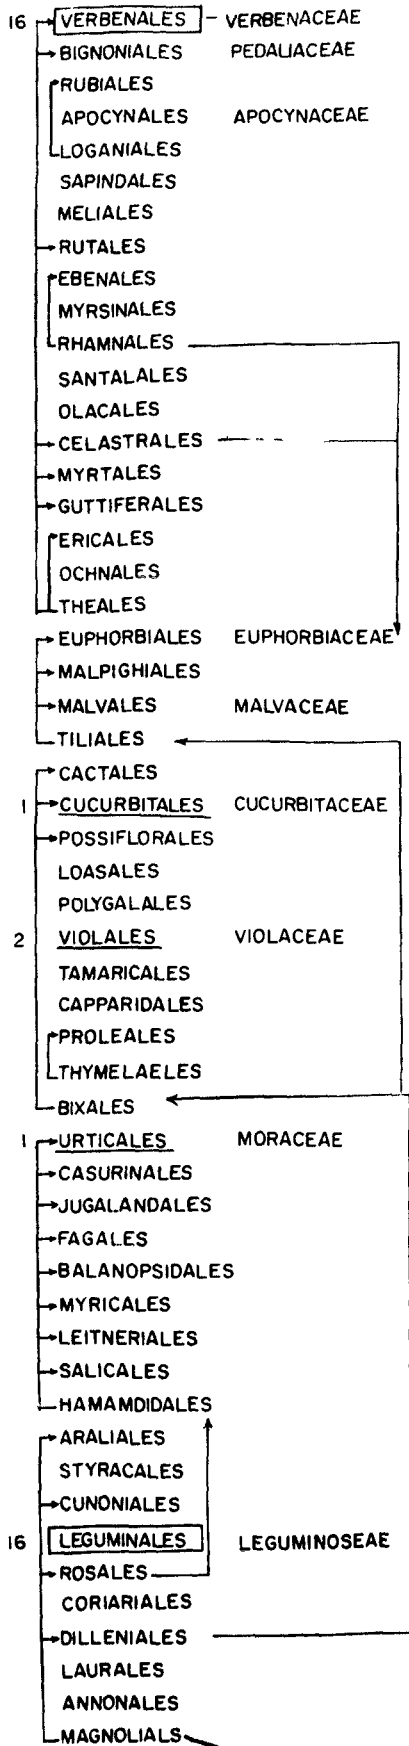 16 VERBENALES – VERBENACEAE
BIGNONIALES PEDALIACEAE
RUBIALES
APOCYNALES APOCYNACEAE
LOGANIALES
SAPINDALES
MELIALES
RUTALES
EBENALES
MYRSINALES
RHAMNALES
SANTALALES
OLACALES
CELASTRALES
MYRTALES
GUTTIFERALES
ERICALES
OCHNALES
THEALES
EUPHORBIALES EUPHORBIACEAE
MALPIGHIALES
MALVALES MALVACEAE
TILIALES
CACTALES
1 CUCURBITALES CUCURBITACEAE
POSSIFLORALES
LOASALES
POLYGALALES
2 VIOLALES VIOLACEAE
TAMARICALES
CAPPARIDALES
PROLEALES
THYMELAELES
BIXALES
1 URTICALES MORACEAE
CASURINALES
JUGALANDALES
FAGALES
BALANOPSIDALES
MYRICALES
LEITNERIALES
SALICALES
HAMAMDIDALES
ARALIALES
STYRACALES
CUNONIALES
16 LEGUMINALES LEGUMINOSEAE
ROSALES
CORIARIALES
DILLENIALES
LAURALES
ANNONALES
MAGNOLIALS